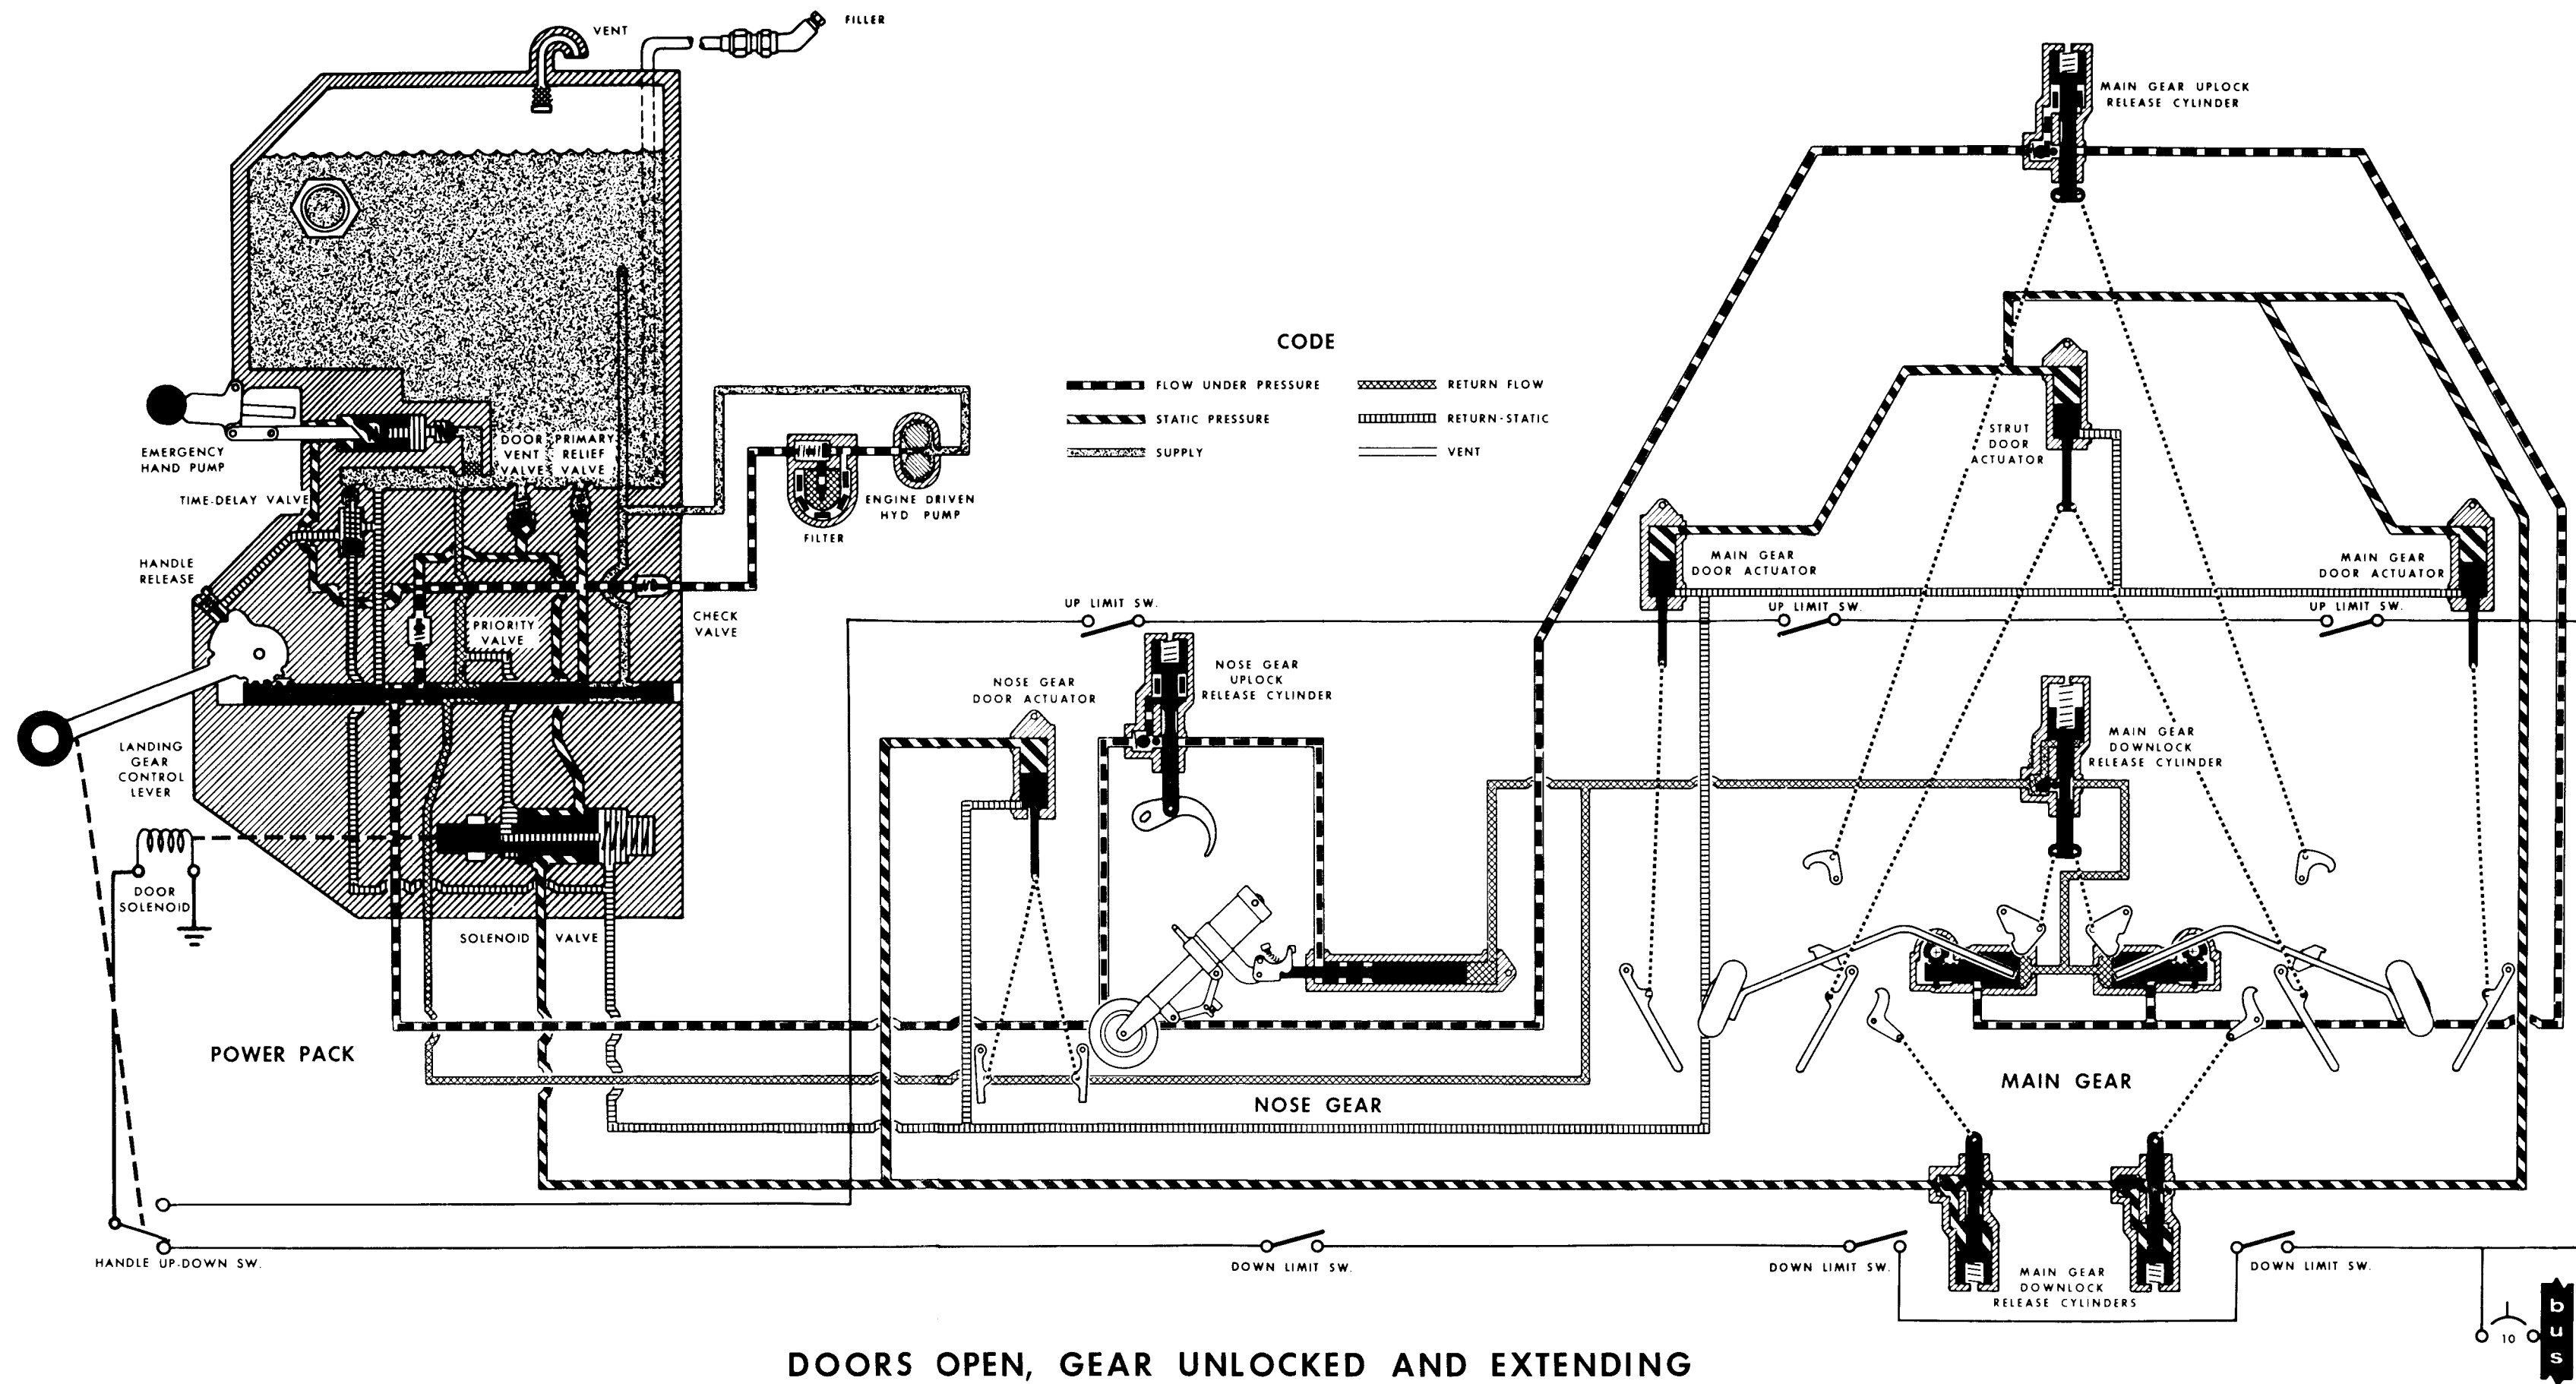 VENT
FILLER
MAIN GEAR UPLOCK
RELEASE CYLINDER
CODE
FLOW UNDER PRESSURE
RETURN FLOW
STATIC PRESSURE
RETURN-STATIC
SUPPLY
VENT
EMERGENCY
HAND PUMP
DOOR
VENT
VALVE
PRIMARY
RELIEF
VALVE
STRUT
DOOR
ACTUATOR
TIME-DELAY VALVE
ENGINE DRIVEN
HYD PUMP
FILTER
HANDLE
RELEASE
MAIN GEAR
DOOR ACTUATOR
MAIN GEAR
DOOR ACTUATOR
PRIORITY
VALVE
CHECK
VALVE
UP LIMIT SW.
UP LIMIT SW.
UP LIMIT SW.
NOSE GEAR
DOOR ACTUATOR
NOSE GEAR
UPLOCK
RELEASE CYLINDER
LANDING
GEAR
CONTROL
LEVER
MAIN GEAR
DOWNLOCK
RELEASE CYLINDER
DOOR
SOLENOID
SOLENOID VALVE
POWER PACK
NOSE GEAR
MAIN GEAR
HANDLE UP-DOWN SW.
DOWN LIMIT SW.
DOWN LIMIT SW.
MAIN GEAR
DOWNLOCK
RELEASE CYLINDERS
DOWN LIMIT SW.
10
bus
DOORS OPEN, GEAR UNLOCKED AND EXTENDING